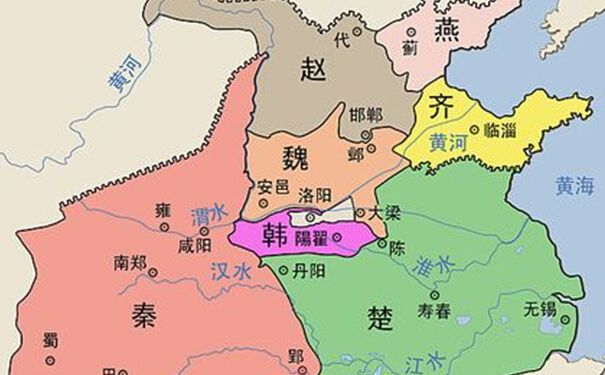 代
燕
蓟
赵
黄河
邯郸
齐
临淄
邺
黄河
魏
安邑
洛阳
大梁
黄海
雍
渭水
咸阳
韩
陽翟
陈
南郑
汉水
丹阳
淮水
秦
楚
寿春
无锡
蜀
郢
江水